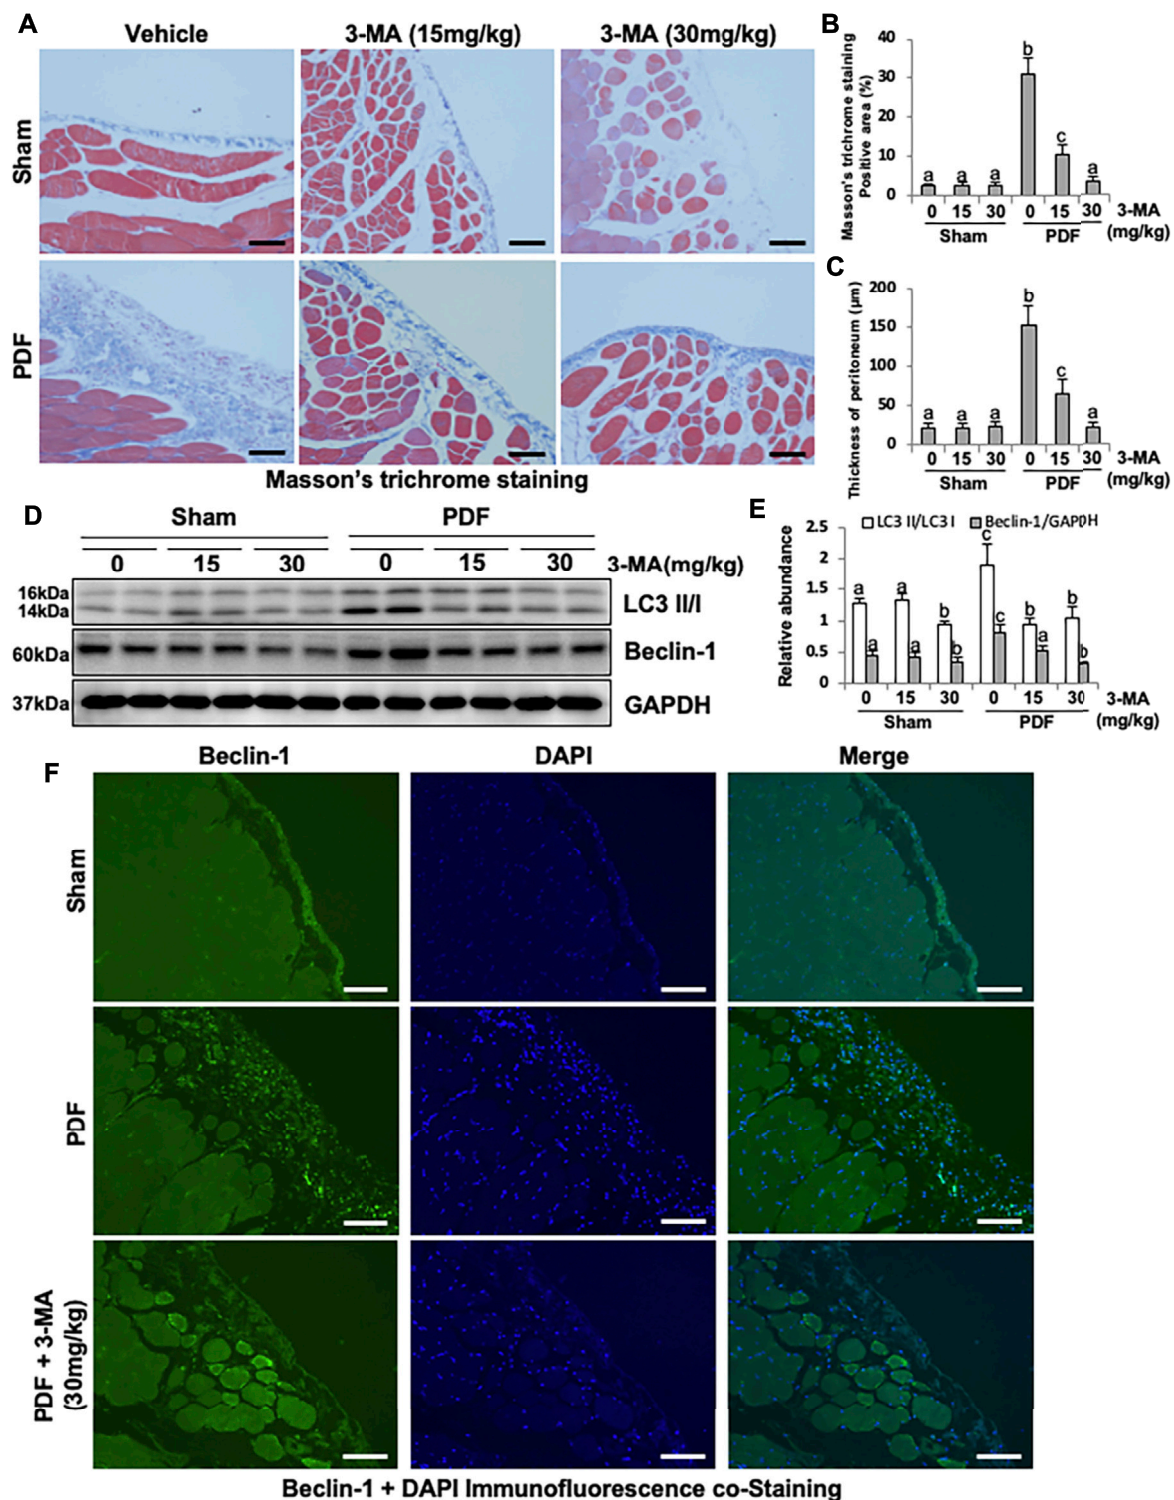 A
Vehicle
3-MA (15mg/kg)
3-MA (30mg/kg)
Sham
PDF
Masson's trichrome staining
B
Masson's trichrome staining
Positive area (%)
40
30
20
10
0
a a a b c a
0 15 30 0 15 30 3-MA
Sham PDF (mg/kg)
C
Thickness of peritoneum (μm)
200
150
100
50
0
a a a b c a
0 15 30 0 15 30 3-MA
Sham PDF (mg/kg)
D
Sham PDF
0 15 30 0 15 30 3-MA(mg/kg)
16kDa
14kDa
LC3 II/I
60kDa
Beclin-1
37kDa
GAPDH
E
LC3 II/LC3 I Beclin-1/GAPDH
Relative abundance
2.5
2
1.5
1
0.5
0
a a a a b b c c b a b b
0 15 30 0 15 30 3-MA
Sham PDF (mg/kg)
F
Beclin-1 DAPI Merge
Sham
PDF
PDF + 3-MA
(30mg/kg)
Beclin-1 + DAPI Immunofluorescence co-Staining